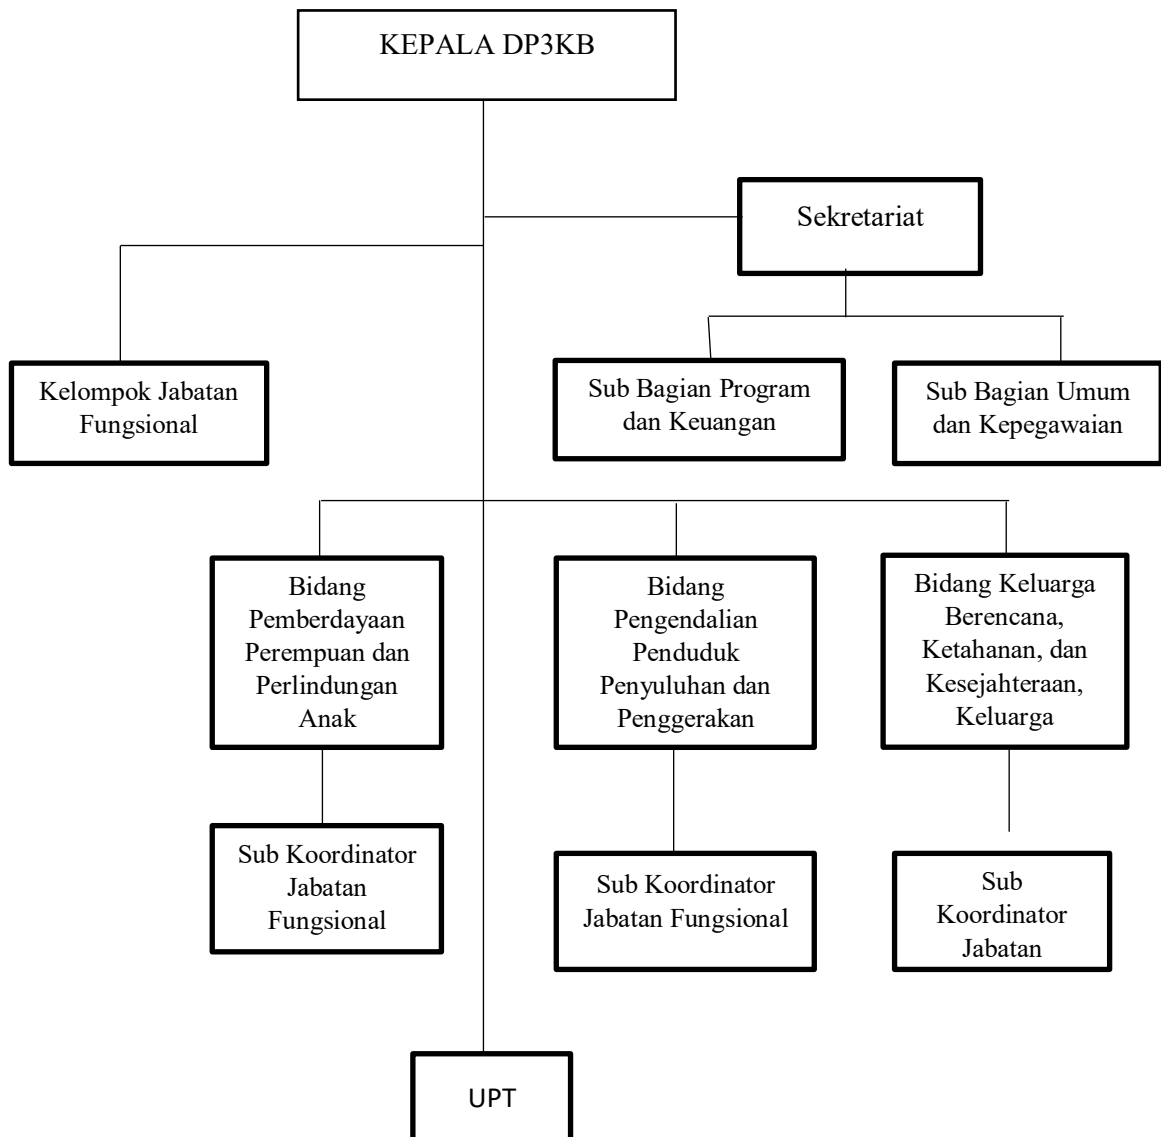 KEPALA DP3KB
Sekretariat
Kelompok Jabatan
Fungsional
Sub Bagian Program
dan Keuangan
Sub Bagian Umum
dan Kepegawaian
Bidang
Pemberdayaan
Perempuan dan
Perlindungan
Anak
Bidang
Pengendalian
Penduduk
Penyuluhan dan
Penggerakan
Bidang Keluarga
Berencana,
Ketahanan, dan
Kesejahteraan,
Keluarga
Sub Koordinator
Jabatan
Fungsional
Sub Koordinator
Jabatan Fungsional
Sub
Koordinator
Jabatan
UPT